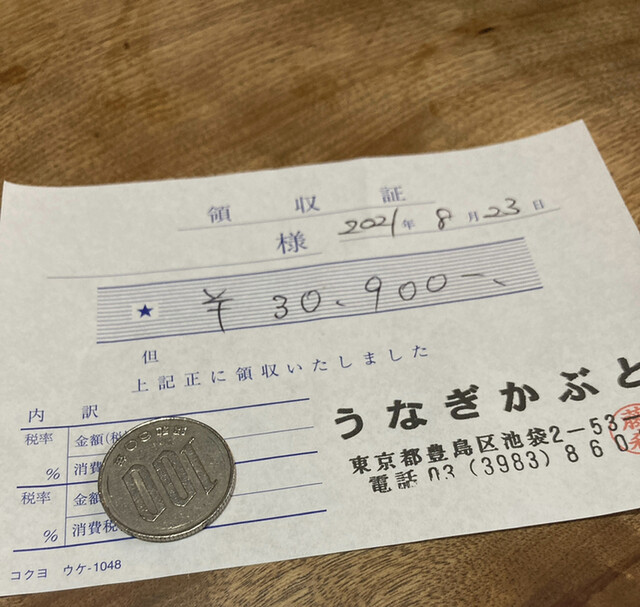 領収証
2021年8月23日
様
★ ¥30,900-
但
上記正に領収いたしました
うなぎかぶと
東京都豊島区池袋2-53-
電話03(3983)860
内訳
税率 金額(税
% 消費
税率 金額
% 消費税
100
コクヨ ウケ-1048